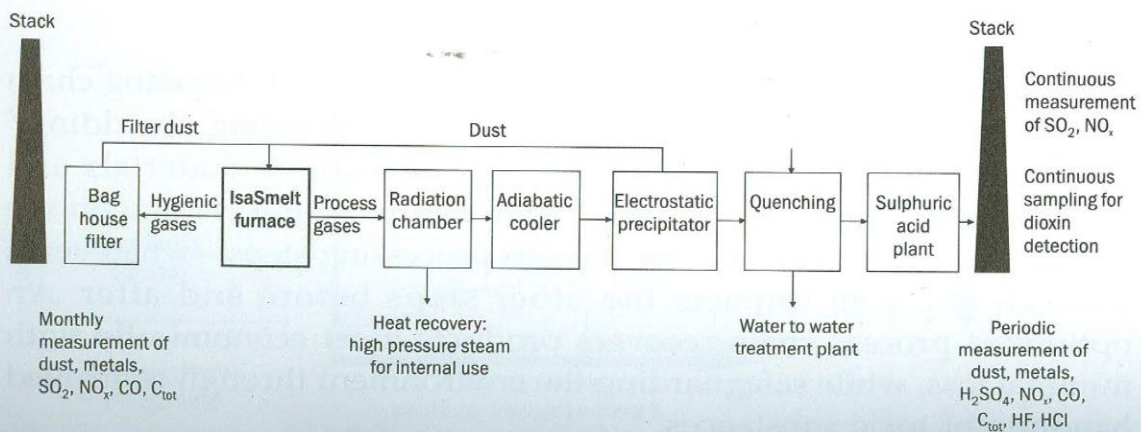 Stack
Stack
Continuous
measurement
of SO₂, NOₓ
Filter dust
Dust
Bag
house
filter
Hygienic
gases
IsaSmelt
furnace
Process
gases
Radiation
chamber
Adiabatic
cooler
Electrostatic
precipitator
Quenching
Sulphuric
acid
plant
Continuous
sampling for
dioxin
detection
Monthly
measurement of
dust, metals,
SO₂, NOₓ, CO, Cₜₒₜ
Heat recovery:
high pressure steam
for internal use
Water to water
treatment plant
Periodic
measurement of
dust, metals,
H₂SO₄, NOₓ, CO,
Cₜₒₜ, HF, HCl